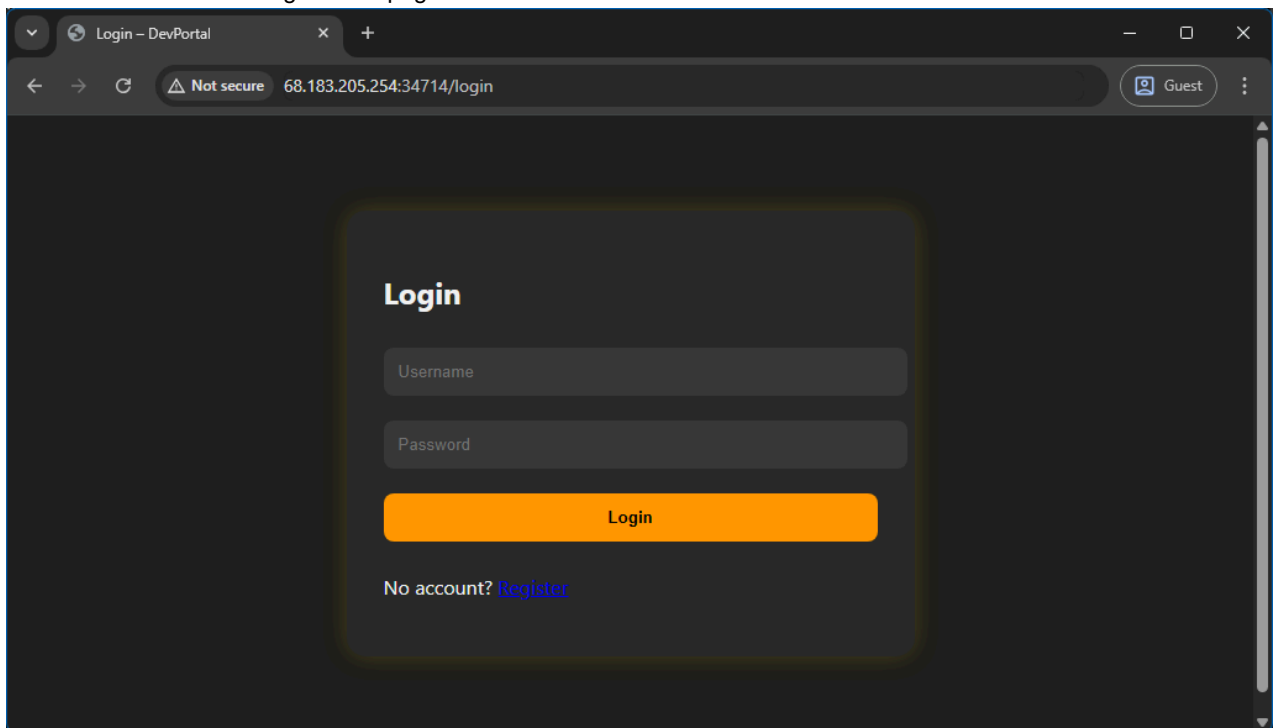 Login – DevPortal
Not secure 68.183.205.254:34714/login
Guest
Login
Username
Password
Login
No account? Register